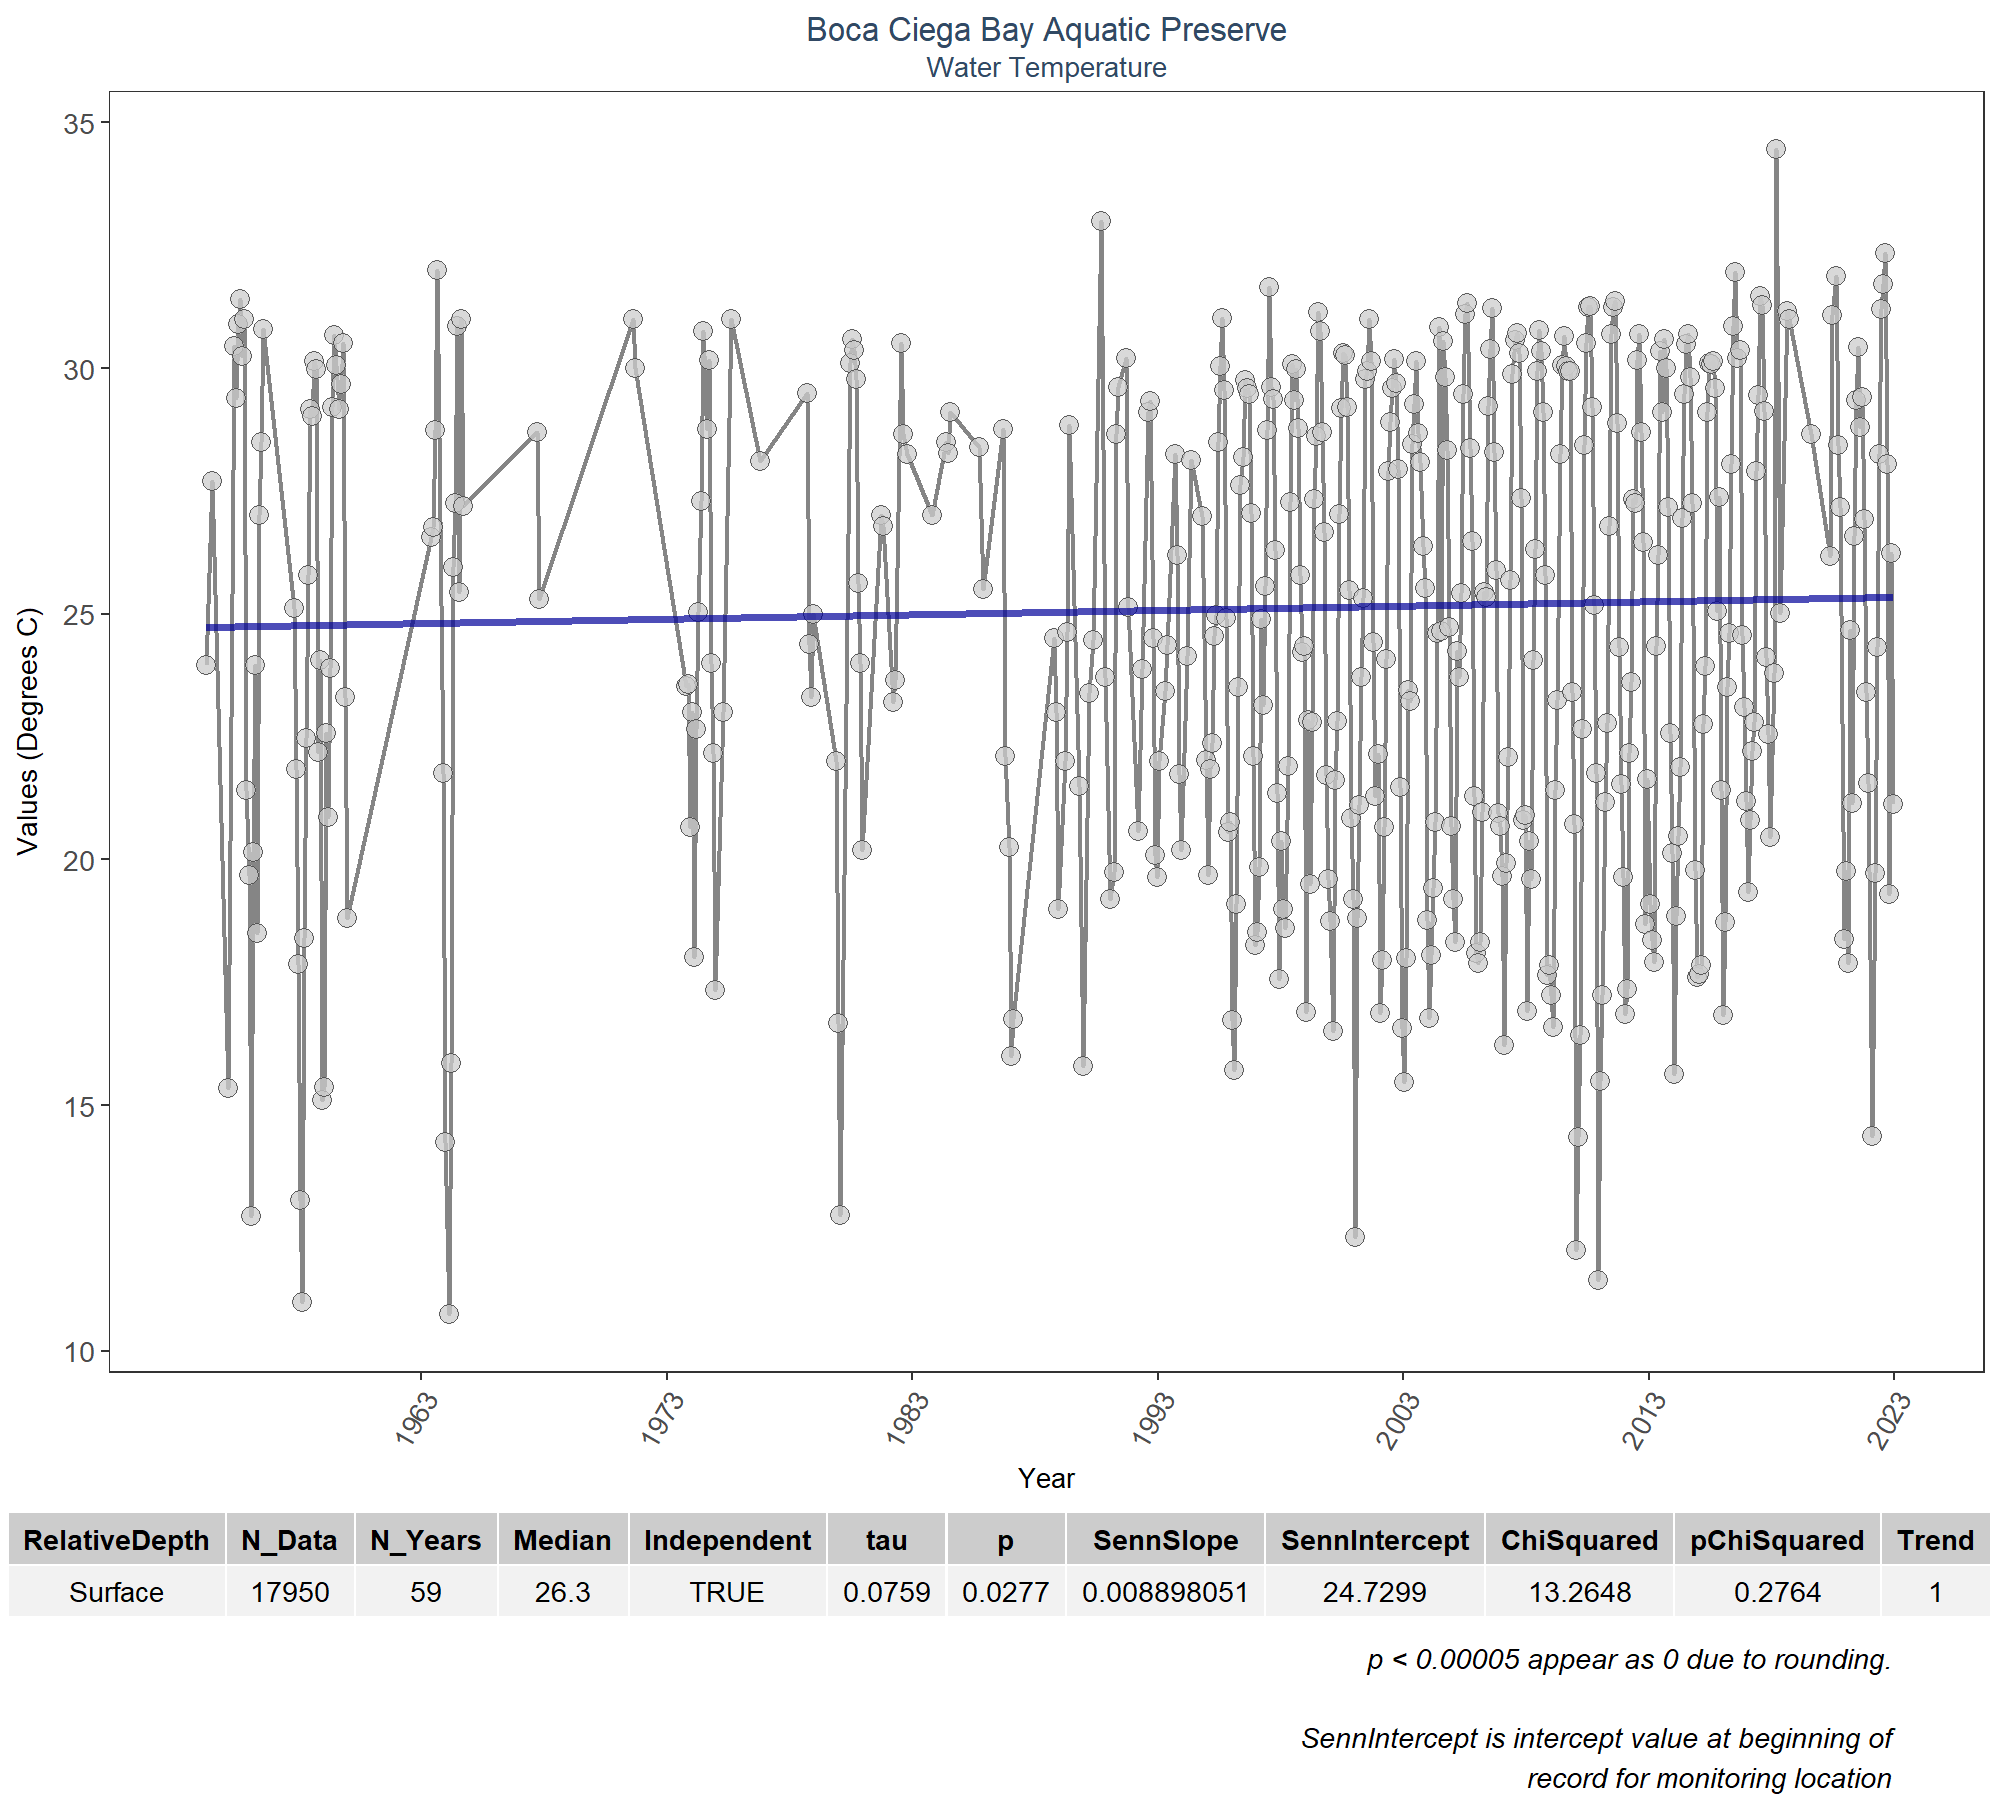 Boca Ciega Bay Aquatic Preserve
Water Temperature
35
30
25
20
15
10
Values (Degrees C)
1963
1973
1983
1993
2003
2013
2023
Year
RelativeDepth N_Data N_Years Median Independent tau p SennSlope SennIntercept ChiSquared pChiSquared Trend
Surface 17950 59 26.3 TRUE 0.0759 0.0277 0.008898051 24.7299 13.2648 0.2764 1
p < 0.00005 appear as 0 due to rounding.
SennIntercept is intercept value at beginning of
record for monitoring location